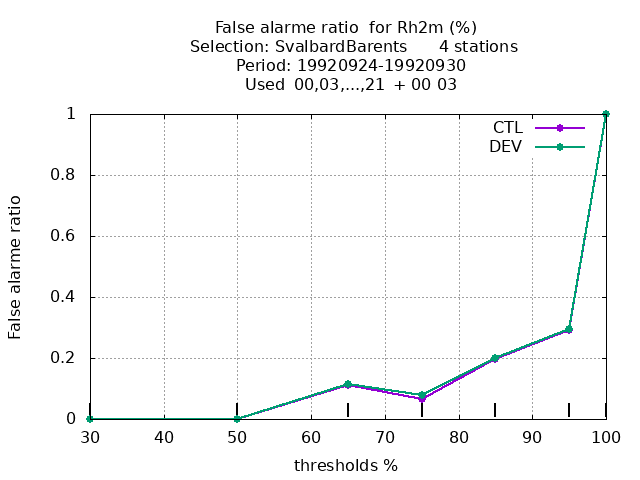 False alarme ratio  for Rh2m (%)
Selection: SvalbardBarents      4 stations
Period: 19920924-19920930
Used  00,03,...,21  + 00 03
CTL
DEV
False alarme ratio
1
0.8
0.6
0.4
0.2
0
30 40 50 60 70 80 90 100
thresholds %